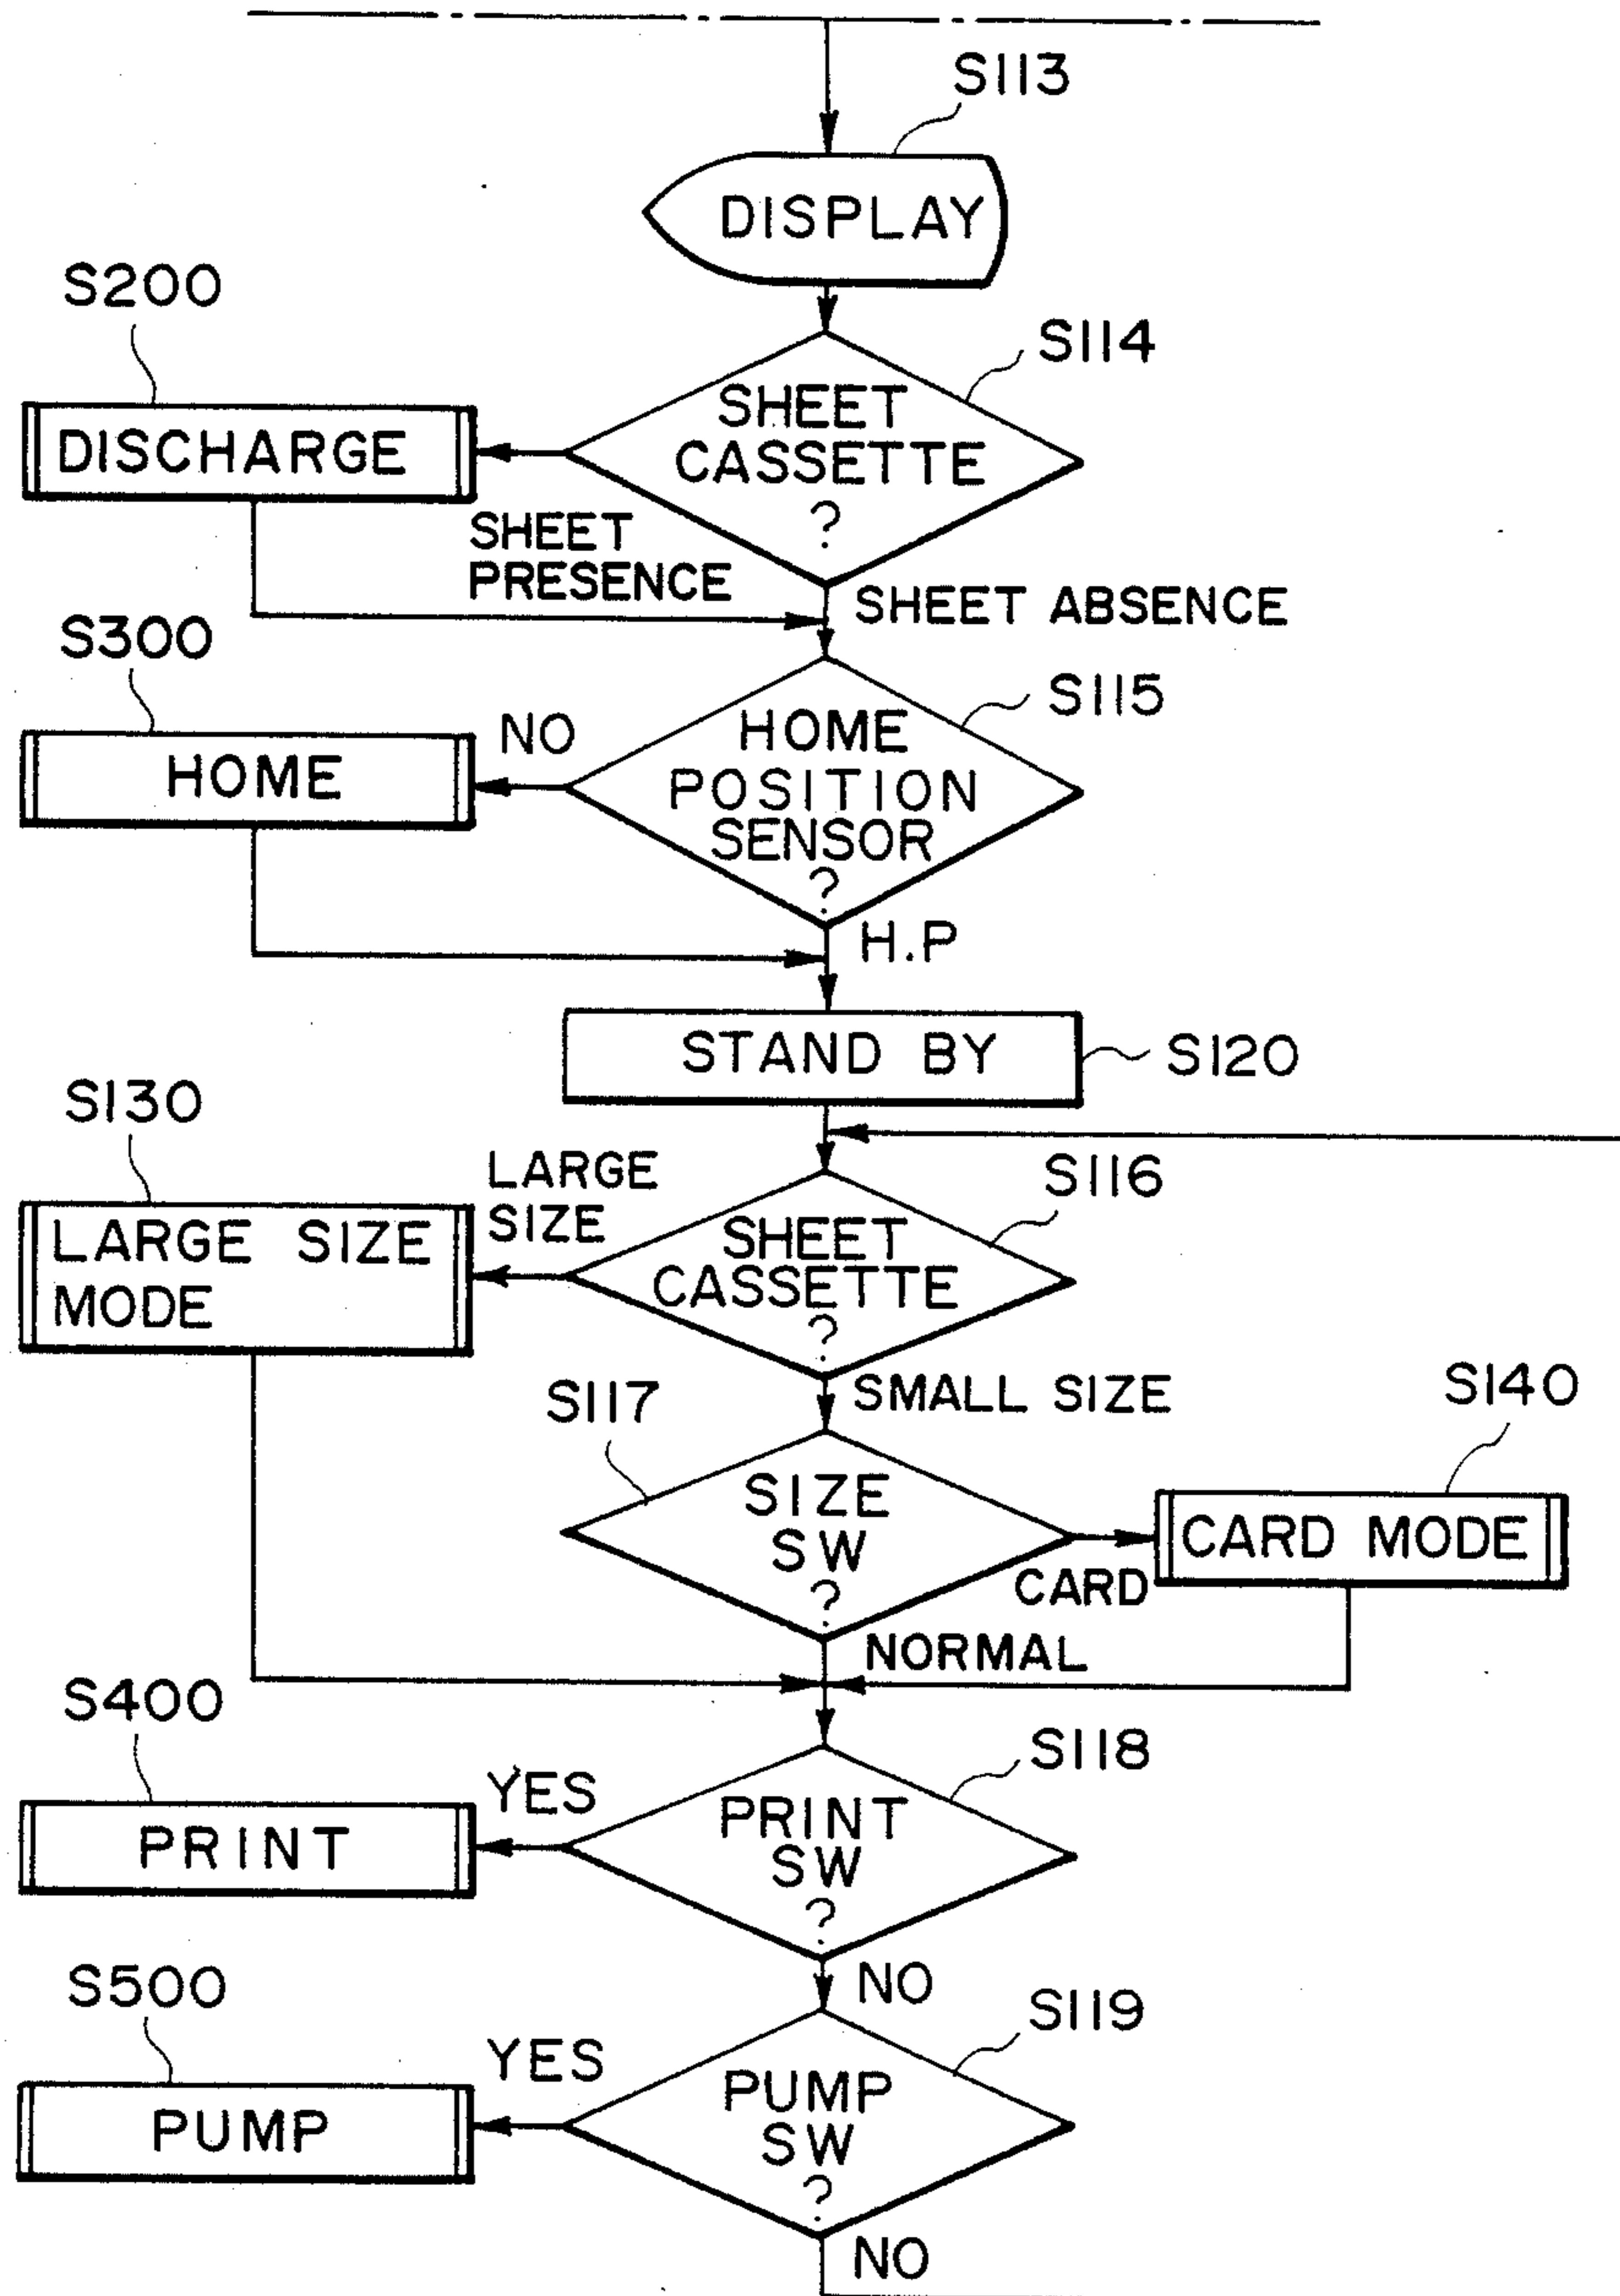 S113
DISPLAY
S200
S114
SHEET
CASSETTE
?
DISCHARGE
SHEET
PRESENCE
SHEET ABSENCE
S300
S115
NO
HOME
POSITION
SENSOR
?
HOME
H.P
STAND BY
S120
S130
LARGE
SIZE
S116
LARGE SIZE
MODE
SHEET
CASSETTE
?
SMALL SIZE
S117
S140
SIZE
SW
?
CARD MODE
CARD
NORMAL
S400
S118
YES
PRINT
SW
?
PRINT
NO
S500
S119
YES
PUMP
SW
?
PUMP
NO